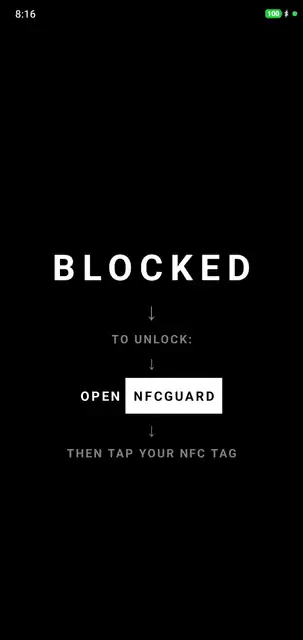 8:16
100
BLOCKED
↓
TO UNLOCK:
↓
OPEN NFCGUARD
↓
THEN TAP YOUR NFC TAG